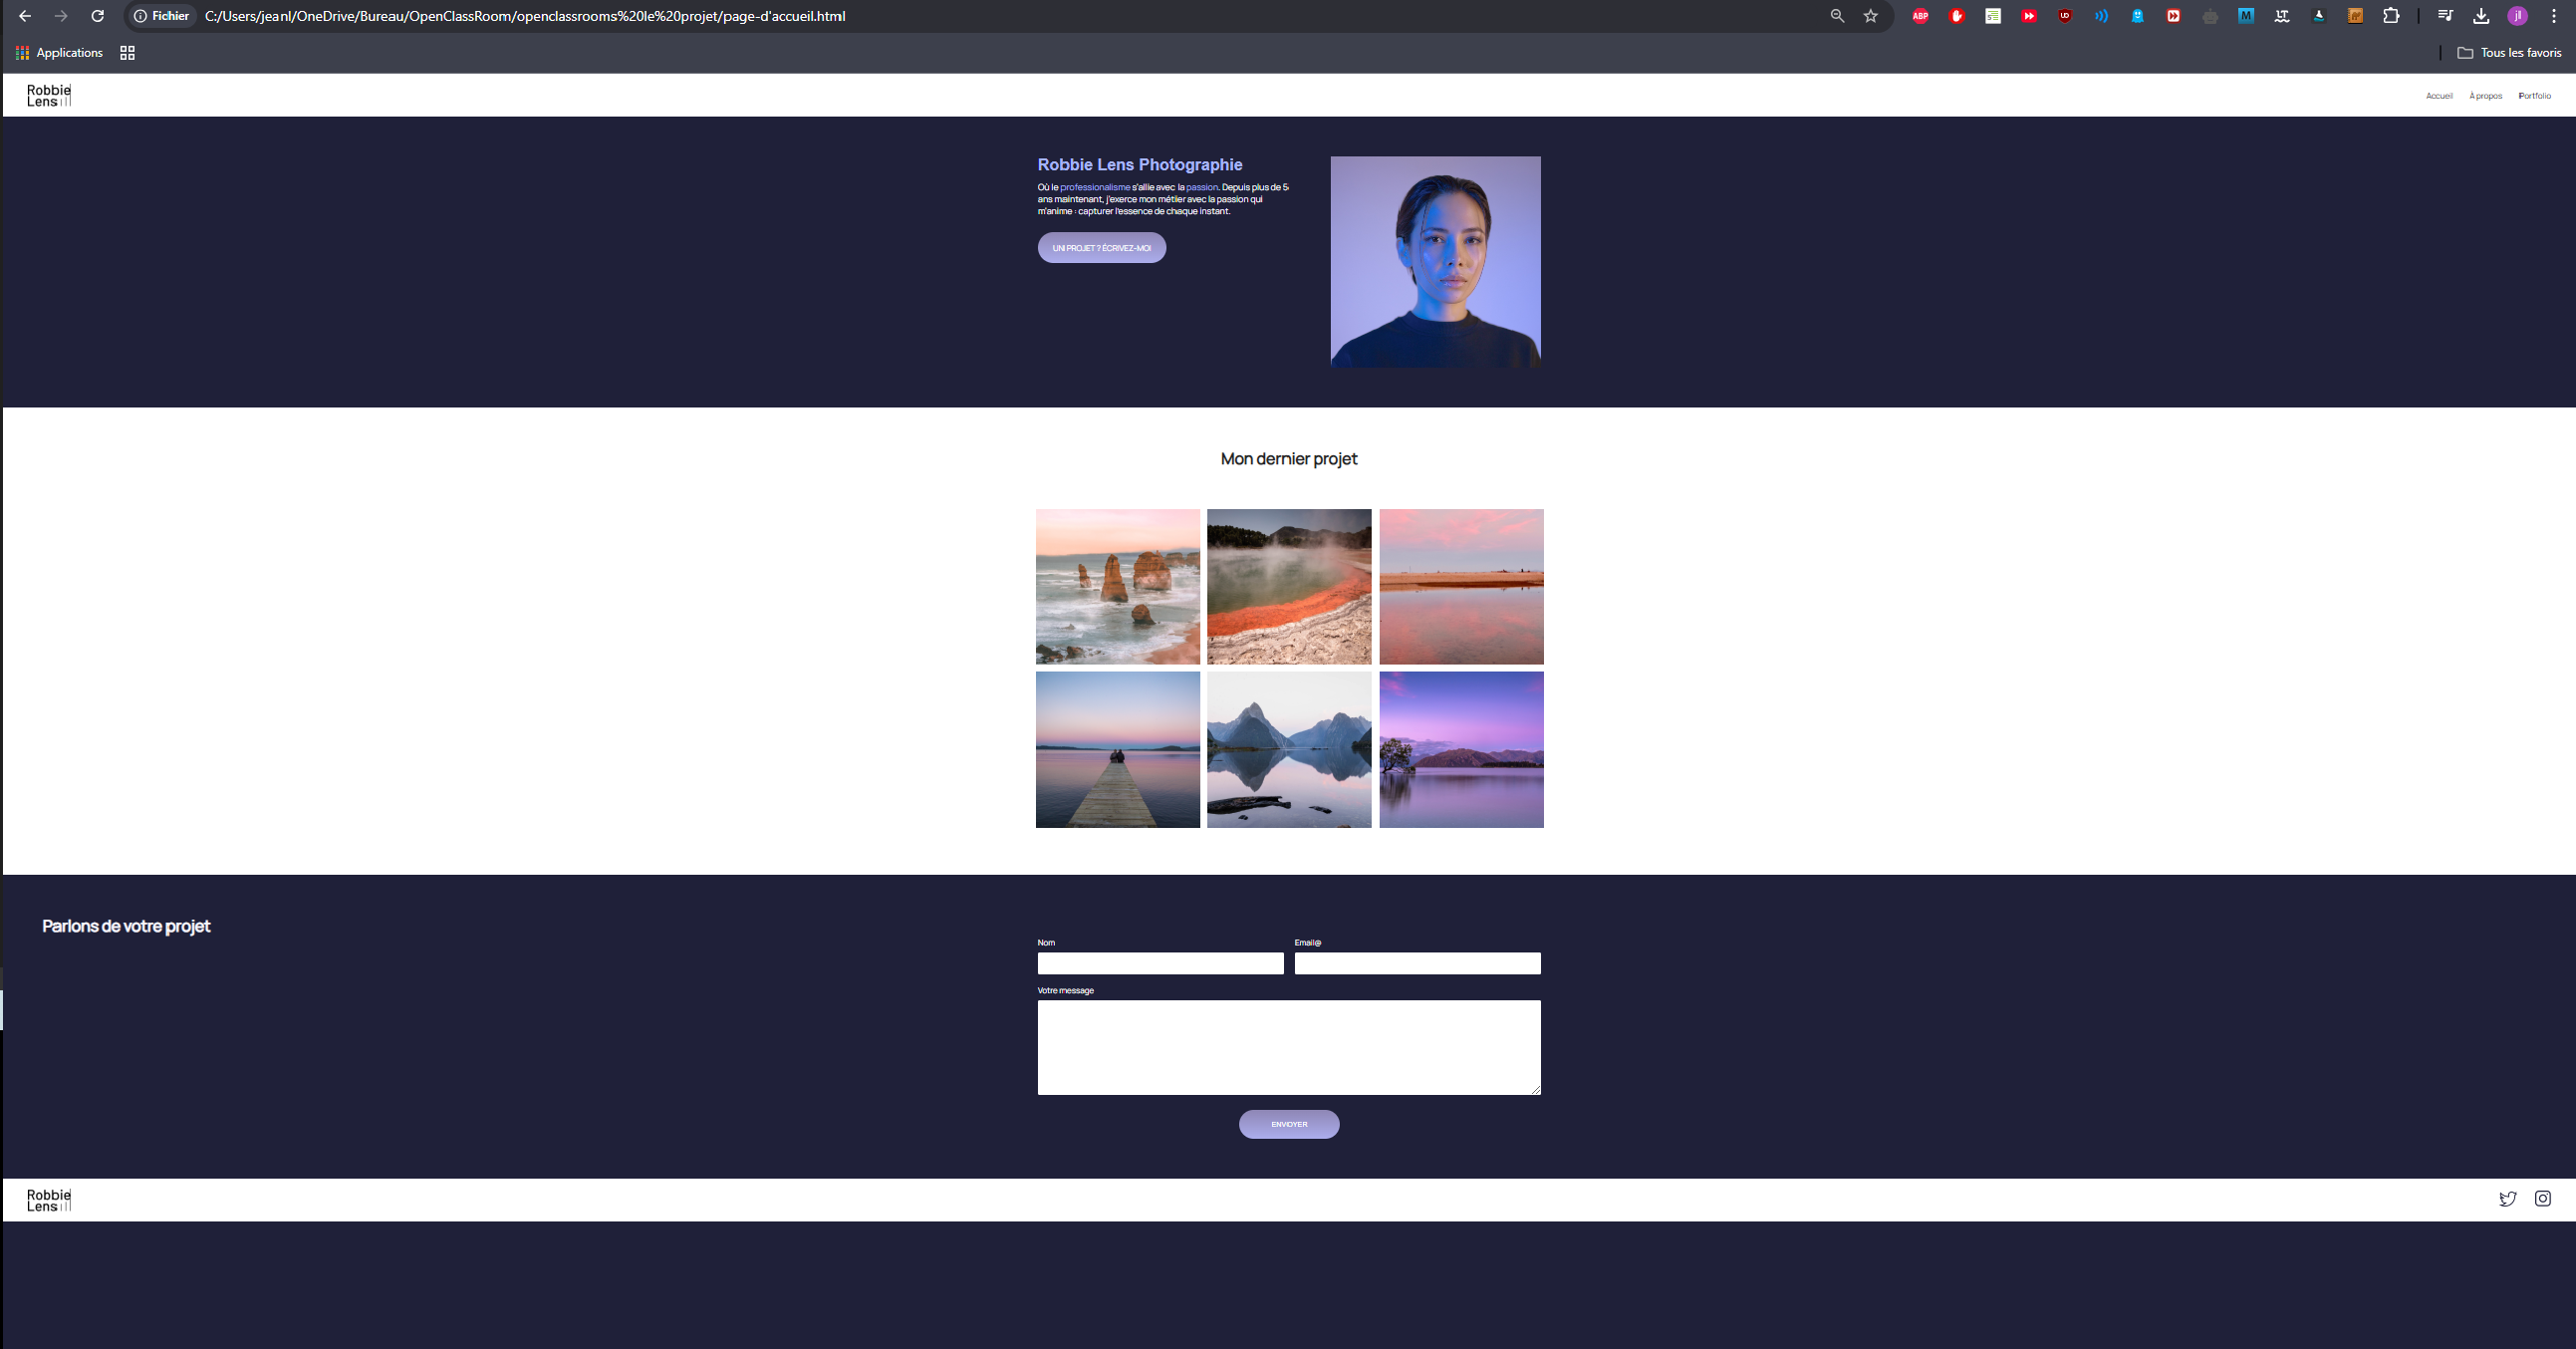 Fichier C:/Users/jeanl/OneDrive/Bureau/OpenClassRoom/openclassrooms%20le%20projet/page-d'accueil.html
Applications
Tous les favoris
Robbie
Lens
Accueil À propos Portfolio
Robbie Lens Photographie
Où le professionalisme s'allie avec la passion. Depuis plus de 5
ans maintenant, j'exerce mon métier avec la passion qui
m'anime : capturer l'essence de chaque instant.
UN PROJET ? ÉCRIVEZ-MOI
Mon dernier projet
Parlons de votre projet
Nom Email@
Votre message
ENVOYER
Robbie
Lens